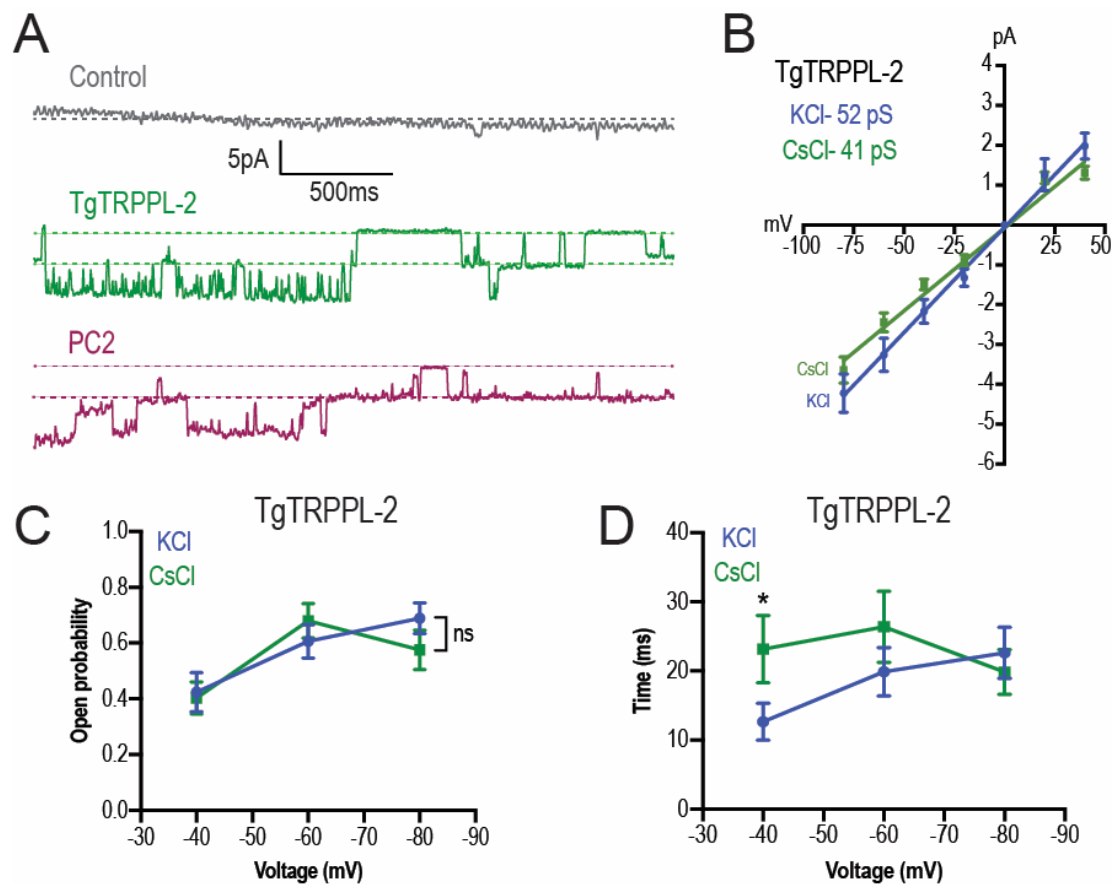 A
Control
5pA
500ms
TgTRPPL-2
PC2
B
pA
TgTRPPL-2
KCl- 52 pS
CsCl- 41 pS
4
3
2
1
mV
-100 -75 -50 -25 25 50
-1
-2
-3
-4
-5
-6
CsCl
KCl
C
TgTRPPL-2
KCl
CsCl
1.0
0.8
0.6
0.4
0.2
0.0
ns
Open probability
-30 -40 -50 -60 -70 -80 -90
Voltage (mV)
D
TgTRPPL-2
KCl
CsCl
*
40
30
20
10
0
Time (ms)
-30 -40 -50 -60 -70 -80 -90
Voltage (mV)